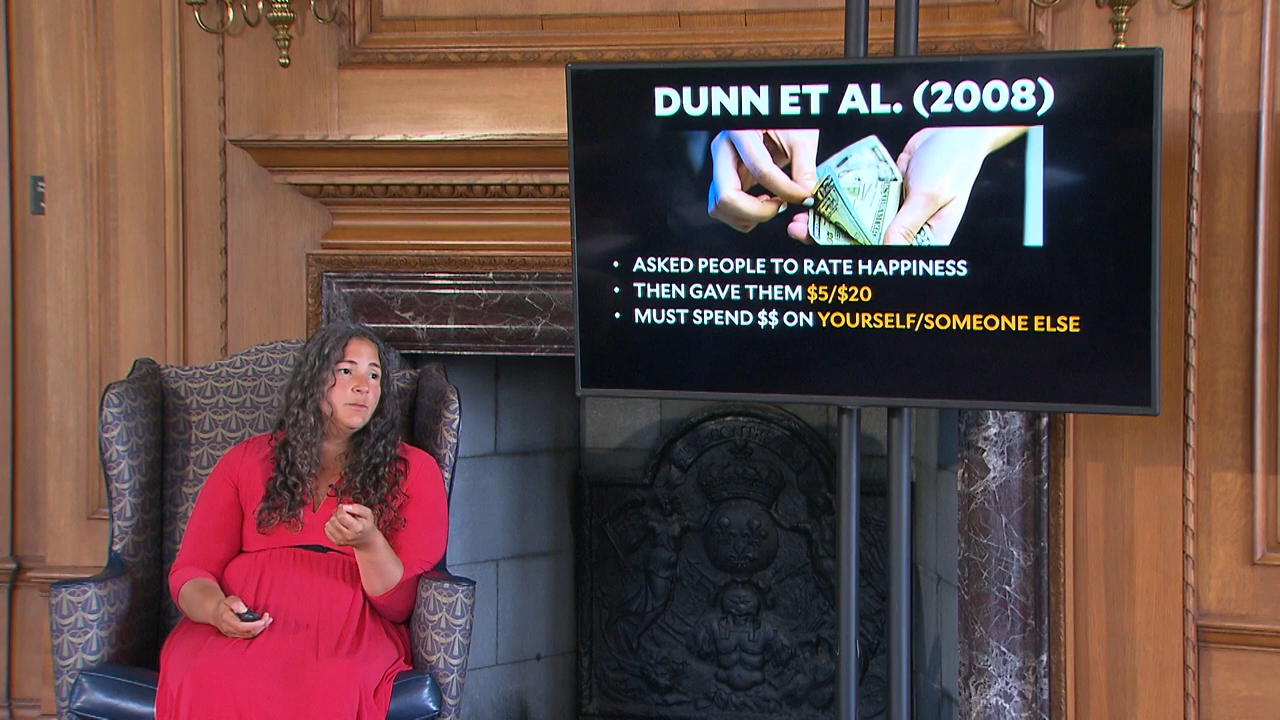 DUNN ET AL. (2008)
• ASKED PEOPLE TO RATE HAPPINESS
• THEN GAVE THEM $5/$20
• MUST SPEND $$ ON YOURSELF/SOMEONE ELSE